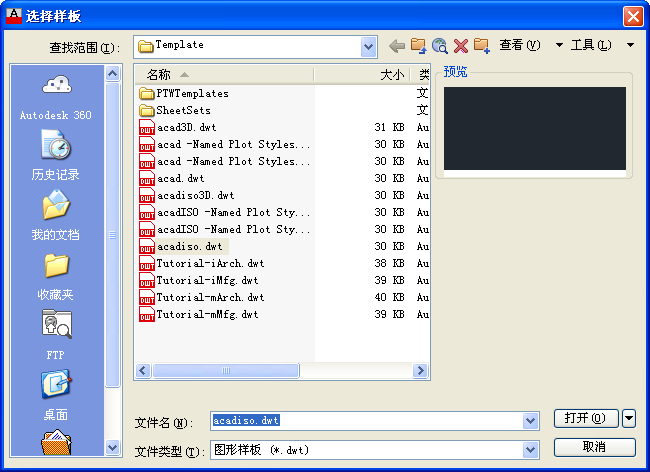 选择样板
查找范围(I): Template 查看(V) 工具(L)
名称 大小 类
预览
PTWTemplates 文
SheetSets 文
acad3D.dwt 31 KB Au
acad -Named Plot Styles... 30 KB Au
acad -Named Plot Styles... 30 KB Au
acad.dwt 30 KB Au
acadiso3D.dwt 30 KB Au
acadISO -Named Plot Sty... 30 KB Au
acadISO -Named Plot Sty... 30 KB Au
acadiso.dwt 30 KB Au
Tutorial-iArch.dwt 38 KB Au
Tutorial-iMfg.dwt 39 KB Au
Tutorial-mArch.dwt 40 KB Au
Tutorial-mMfg.dwt 39 KB Au
Autodesk 360
历史记录
我的文档
收藏夹
FTP
桌面
文件名(N): acadiso.dwt 打开(O)
文件类型(T): 图形样板 (*.dwt) 取消